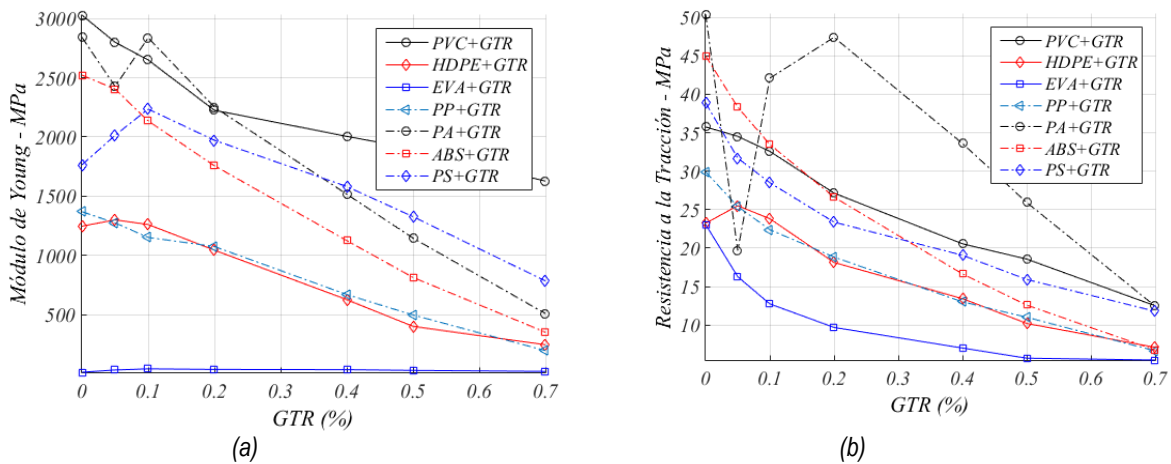 3000
2500
2000
1500
1000
500
Módulo de Young - MPa
0
0.1
0.2
0.3
0.4
0.5
0.6
0.7
GTR (%)
PVC+GTR
HDPE+GTR
EVA+GTR
PP+GTR
PA+GTR
ABS+GTR
PS+GTR
(a)
50
45
40
35
30
25
20
15
10
Resistencia a la Tracción - MPa
0
0.1
0.2
0.3
0.4
0.5
0.6
0.7
GTR (%)
PVC+GTR
HDPE+GTR
EVA+GTR
PP+GTR
PA+GTR
ABS+GTR
PS+GTR
(b)